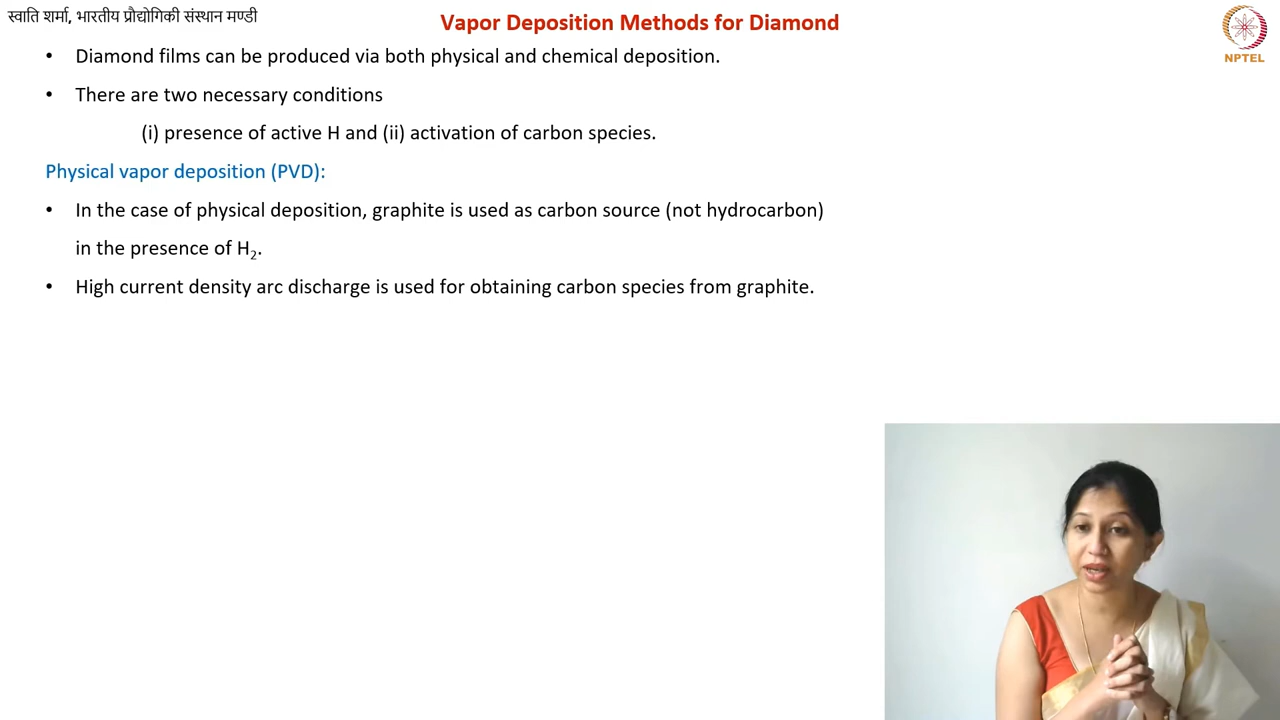 स्वाति शर्मा, भारतीय प्रौद्योगिकी संस्थान मण्डी
Vapor Deposition Methods for Diamond
NPTEL
• Diamond films can be produced via both physical and chemical deposition.
• There are two necessary conditions
(i) presence of active H and (ii) activation of carbon species.
Physical vapor deposition (PVD):
• In the case of physical deposition, graphite is used as carbon source (not hydrocarbon)
in the presence of H₂.
• High current density arc discharge is used for obtaining carbon species from graphite.